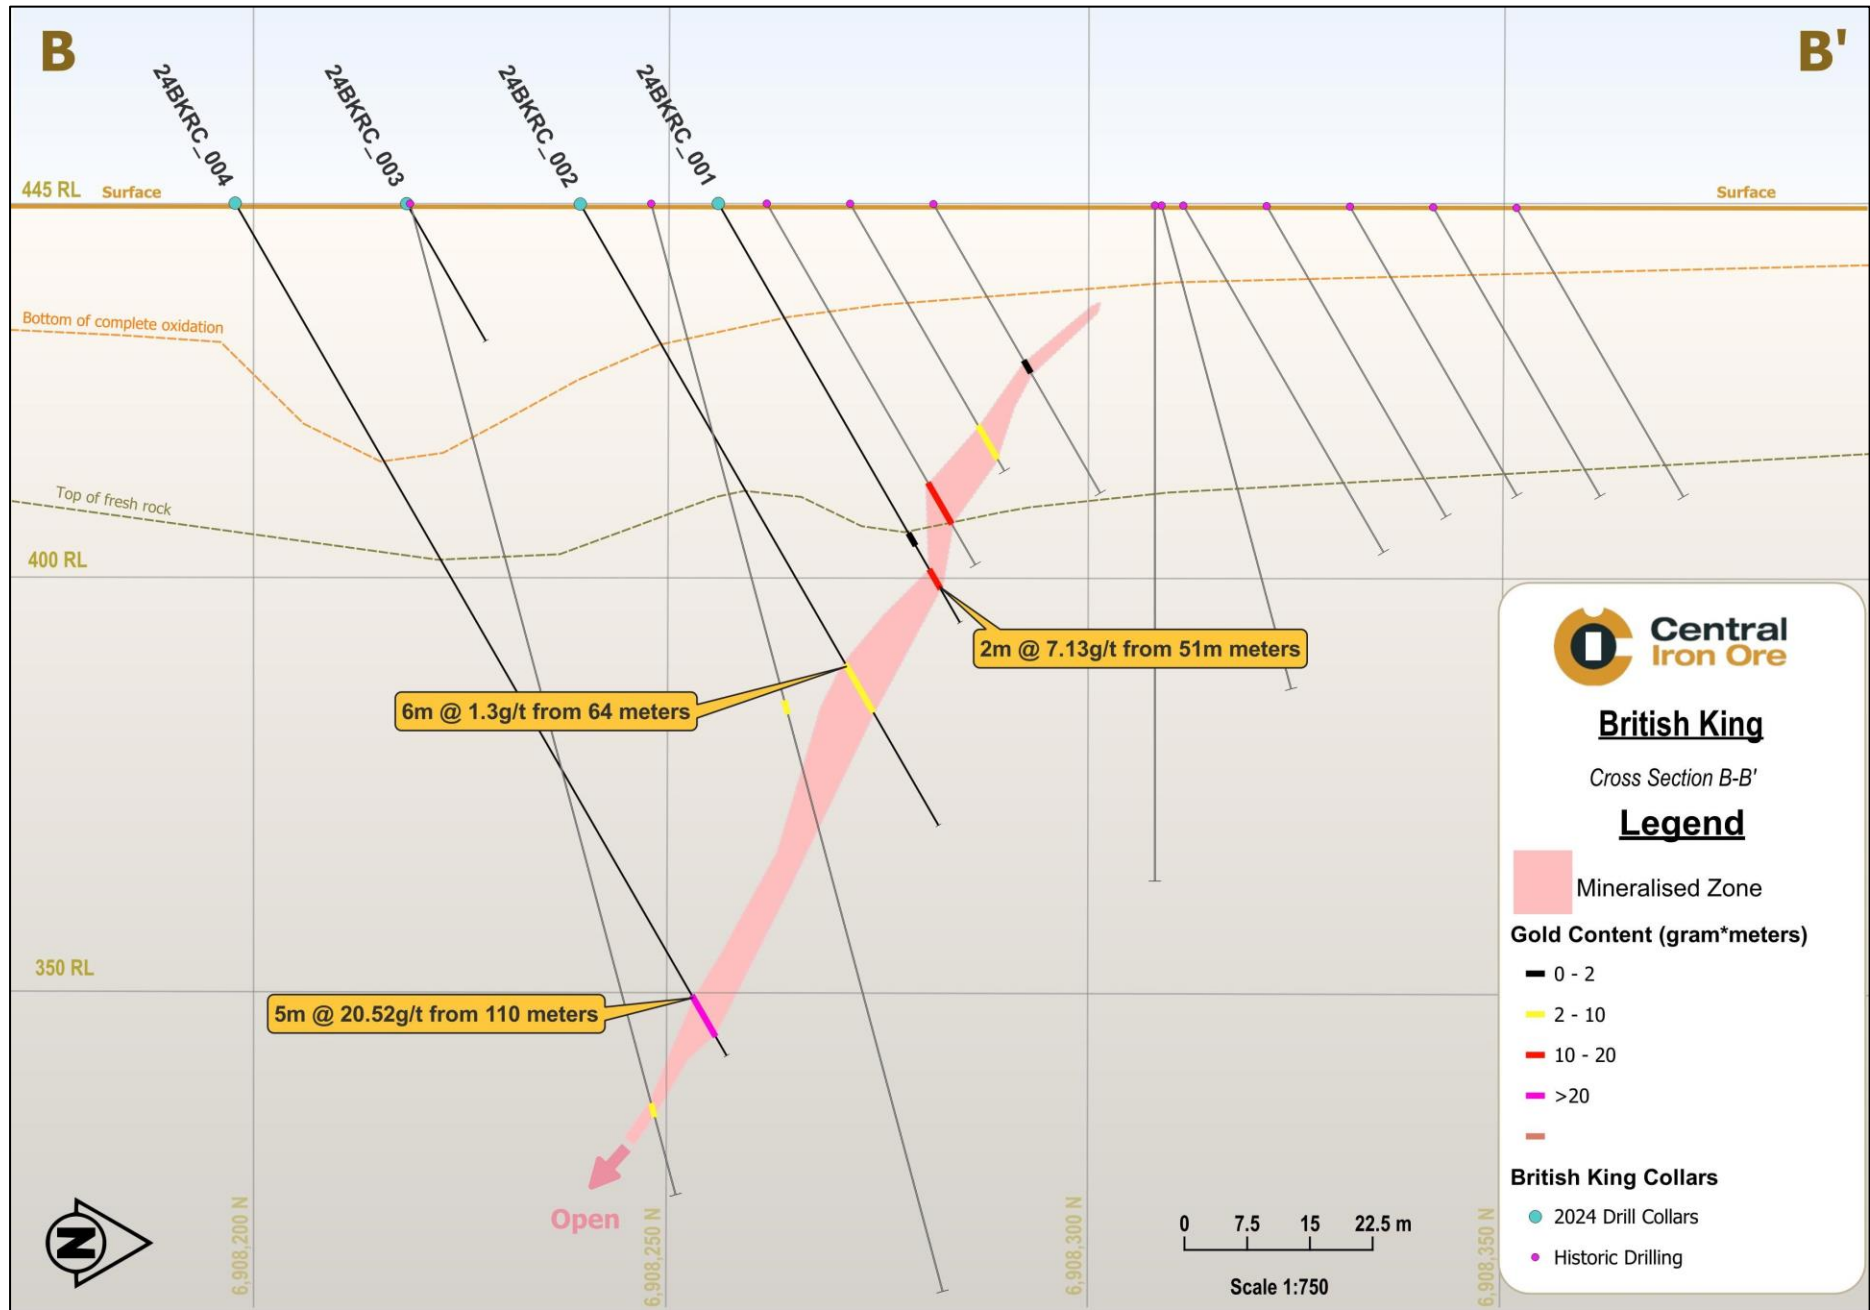 B
B'
24BKRC_004
24BKRC_003
24BKRC_002
24BKRC_001
445 RL
Surface
Surface
Bottom of complete oxidation
Top of fresh rock
400 RL
2m @ 7.13g/t from 51m meters
6m @ 1.3g/t from 64 meters
350 RL
5m @ 20.52g/t from 110 meters
Open
N
6,908,200 N
6,908,250 N
6,908,300 N
6,908,350 N
0 7.5 15 22.5 m
Scale 1:750
Central
Iron Ore
British King
Cross Section B-B'
Legend
Mineralised Zone
Gold Content (gram*meters)
0 - 2
2 - 10
10 - 20
>20
British King Collars
2024 Drill Collars
Historic Drilling